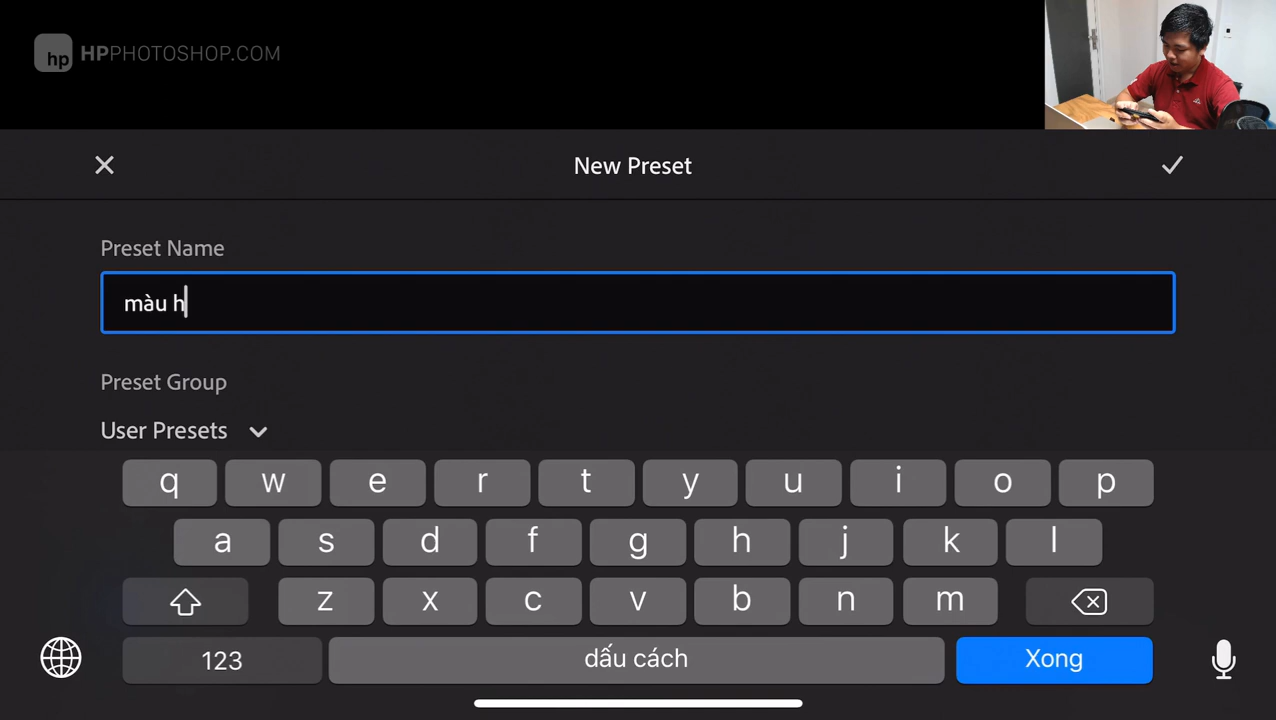 hp HPPHOTOSHOP.COM
New Preset
Preset Name
màu h
Preset Group
User Presets
q w e r t y u i o p
a s d f g h j k l
z x c v b n m
123 dấu cách Xong